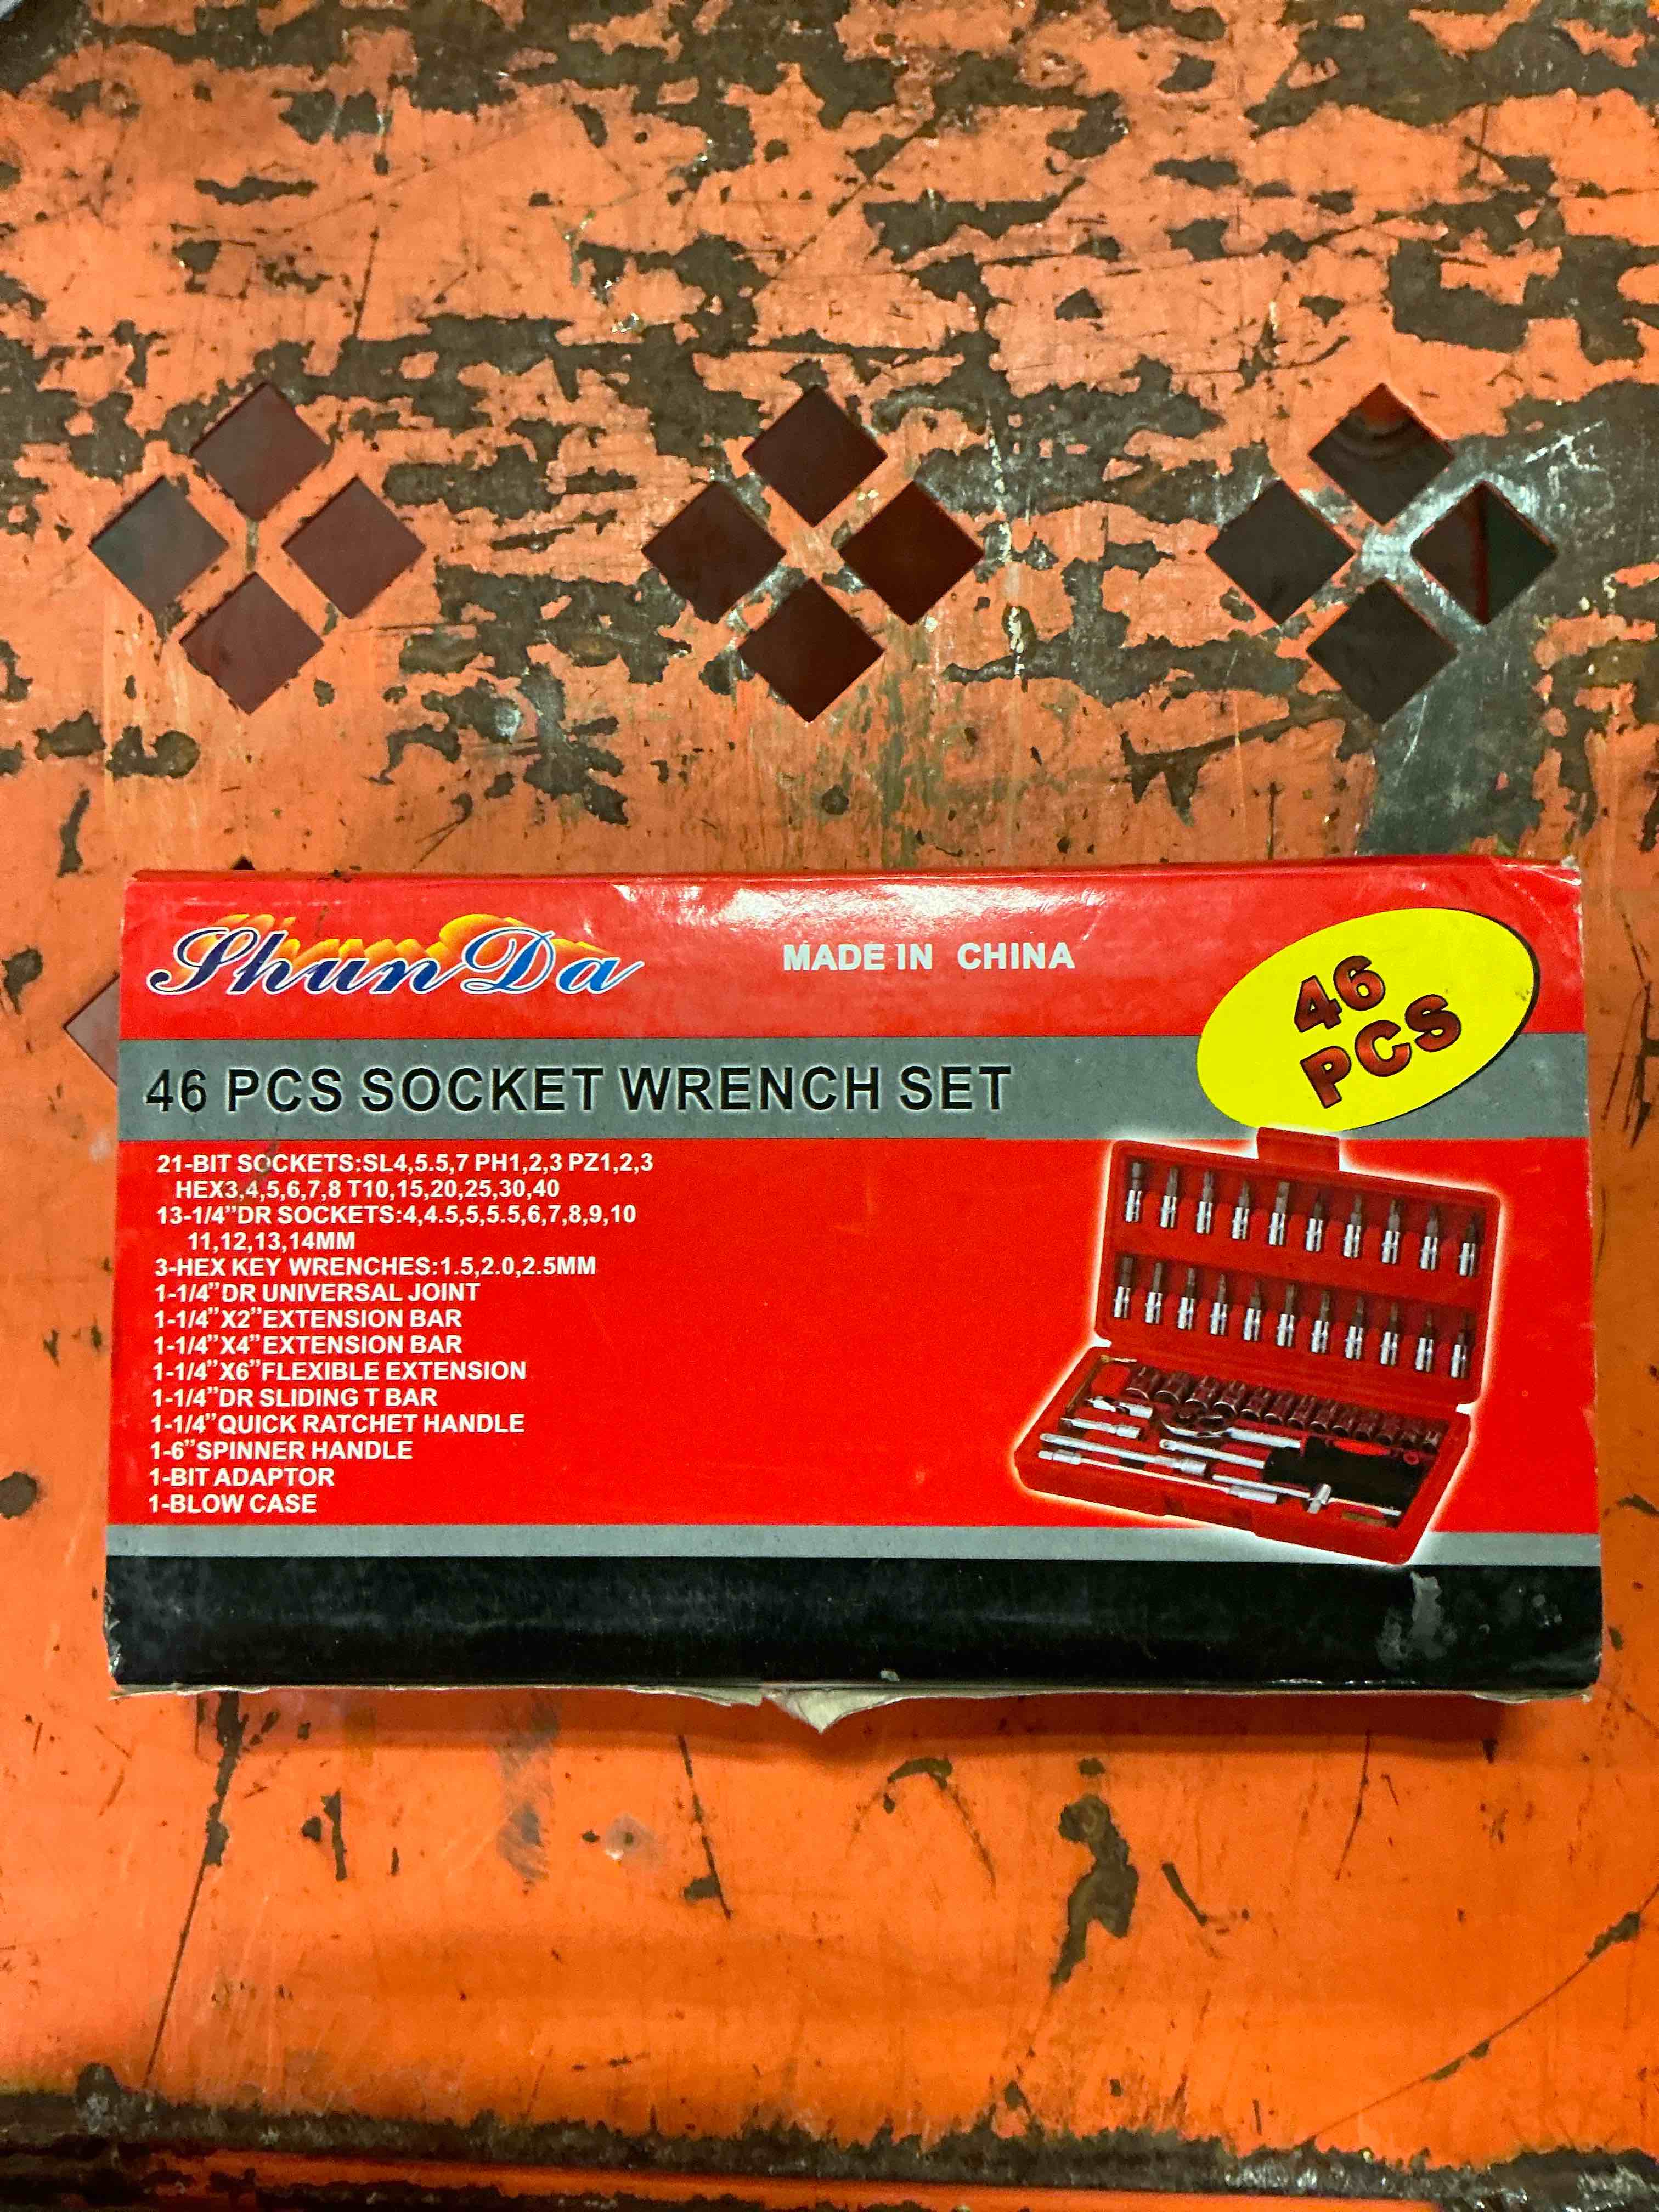 Shun Da
MADE IN CHINA
46
PCS
46 PCS SOCKET WRENCH SET
21-BIT SOCKETS:SL4,5.5,7 PH1,2,3 PZ1,2,3
HEX3,4,5,6,7,8 T10,15,20,25,30,40
13-1/4”DR SOCKETS:4,4.5,5,5.5,6,7,8,9,10
11,12,13,14MM
3-HEX KEY WRENCHES:1.5,2.0,2.5MM
1-1/4”DR UNIVERSAL JOINT
1-1/4”X2”EXTENSION BAR
1-1/4”X4”EXTENSION BAR
1-1/4”X6”FLEXIBLE EXTENSION
1-1/4”DR SLIDING T BAR
1-1/4”QUICK RATCHET HANDLE
1-6”SPINNER HANDLE
1-BIT ADAPTOR
1-BLOW CASE